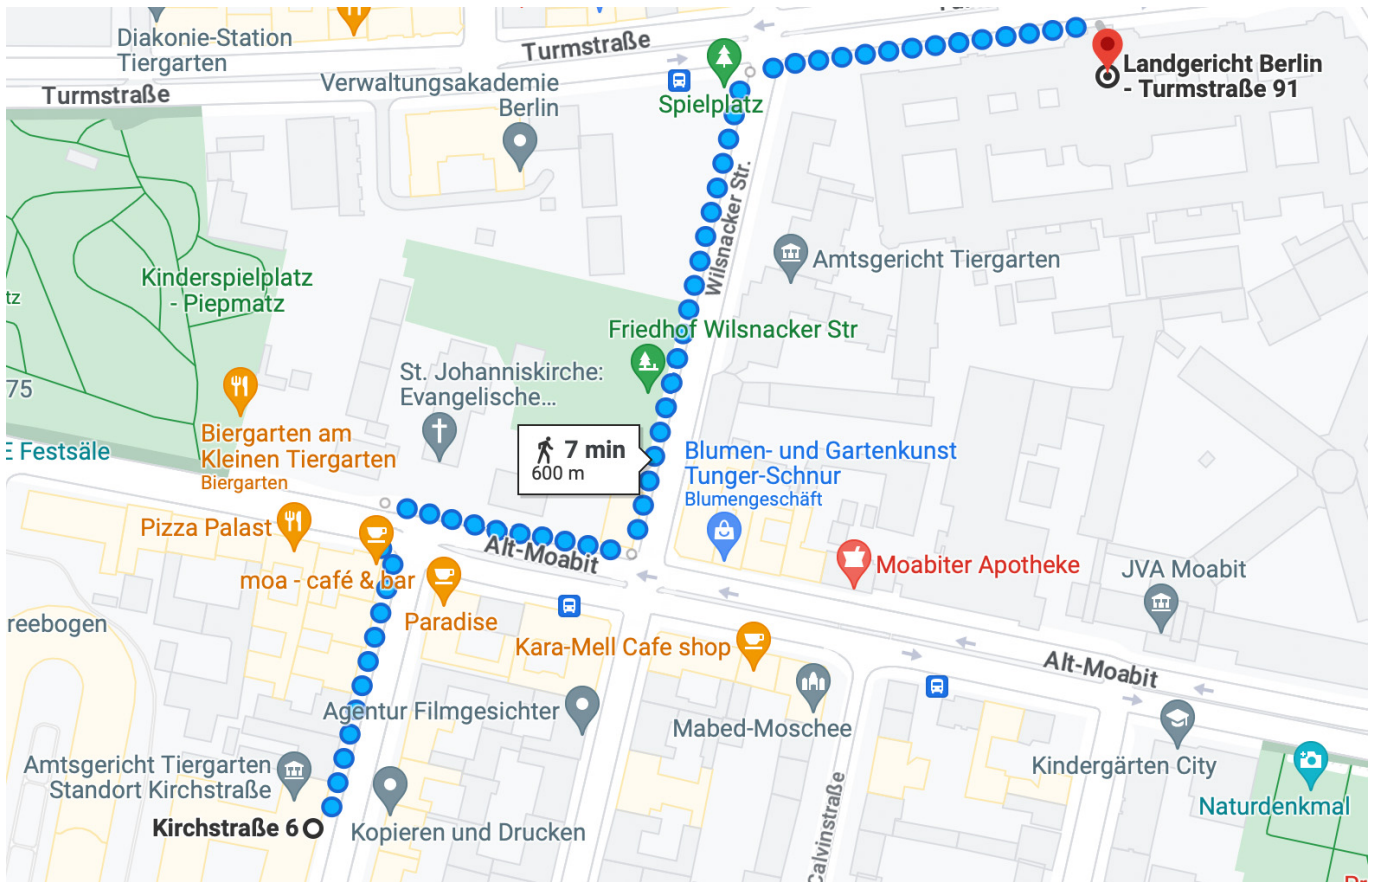 Diakonie-Station
Tiergarten
Turmstraße
Turmstraße
Verwaltungsakademie
Berlin
Spielplatz
Landgericht Berlin
- Turmstraße 91
Wilsnacker Str.
Amtsgericht Tiergarten
Kinderspielplatz
- Piepmatz
tz
Friedhof Wilsnacker Str
St. Johanniskirche:
Evangelische...
75
Biergarten am
Kleinen Tiergarten
Biergarten
E Festsäle
7 min
600 m
Blumen- und Gartenkunst
Tunger-Schnur
Blumengeschäft
Pizza Palast
Alt-Moabit
moa - café & bar
Moabiter Apotheke
JVA Moabit
Paradise
reebogen
Kara-Mell Cafe shop
Alt-Moabit
Agentur Filmgesichter
Mabed-Moschee
Amtsgericht Tiergarten
Standort Kirchstraße
Kindergärten City
Naturdenkmal
Kirchstraße 6
Kopieren und Drucken
Calvinstraße